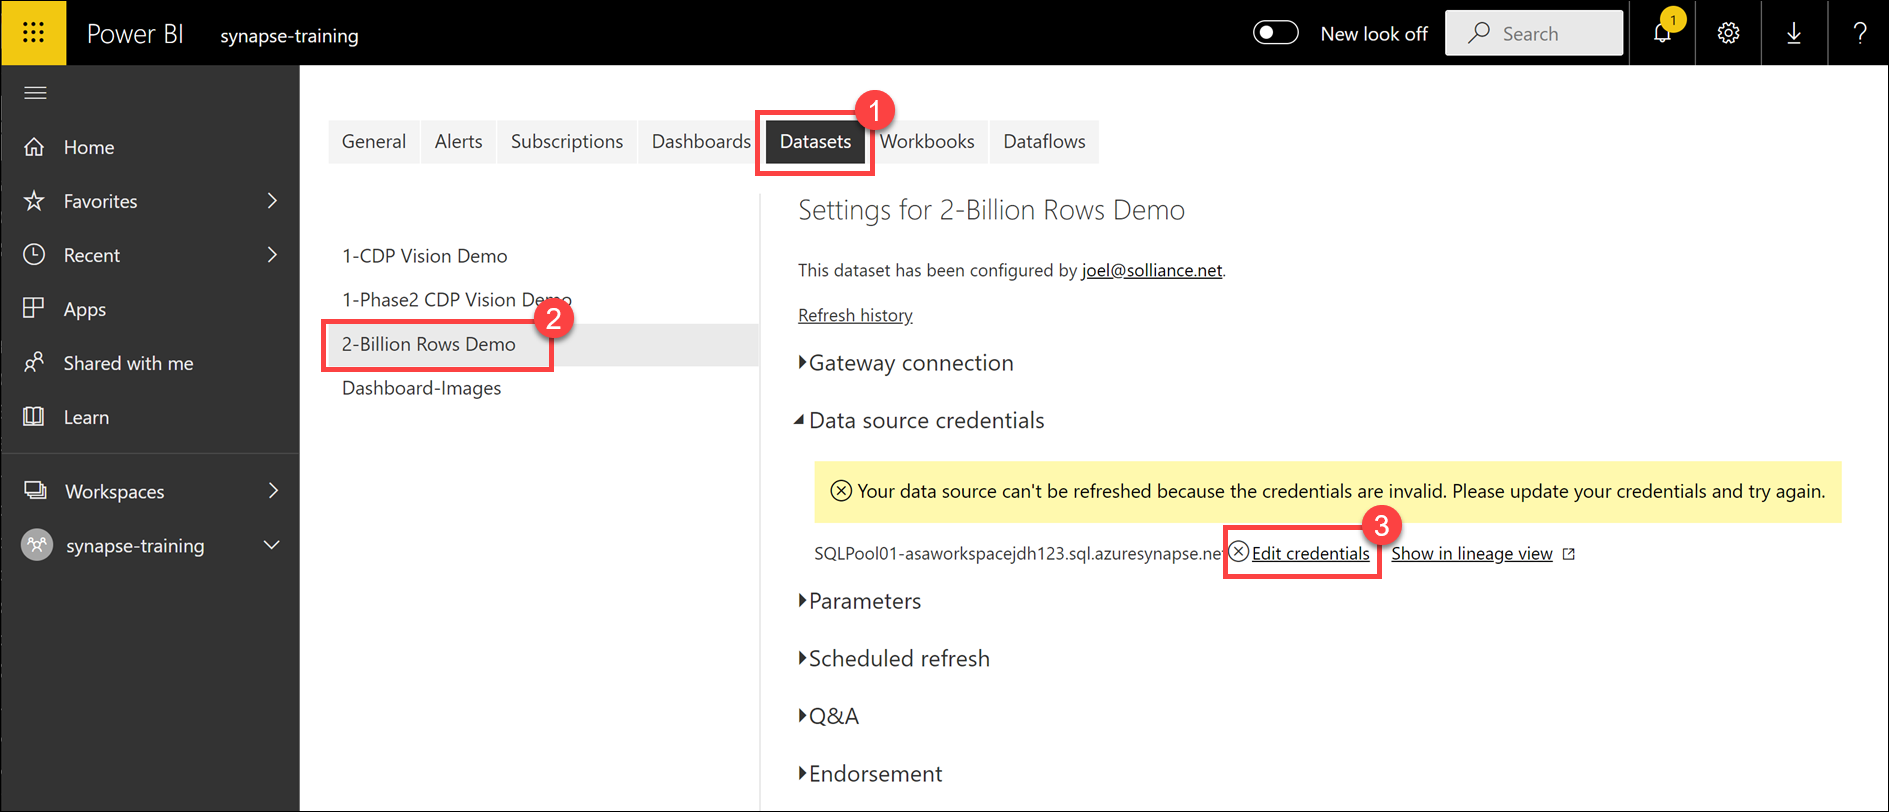 Power BI synapse-training New look off Search 1 ?
Home
Favorites
Recent
Apps
Shared with me
Learn
Workspaces
synapse-training
General Alerts Subscriptions Dashboards Datasets Workbooks Dataflows
1
1-CDP Vision Demo
1-Phase2 CDP Vision Demo
2
2-Billion Rows Demo
Dashboard-Images
Settings for 2-Billion Rows Demo
This dataset has been configured by joel@solliance.net.
Refresh history
Gateway connection
Data source credentials
Your data source can't be refreshed because the credentials are invalid. Please update your credentials and try again.
3
SQLPool01-asaworkspacejdh123.sql.azuresynapse.ne Edit credentials Show in lineage view
Parameters
Scheduled refresh
Q&A
Endorsement